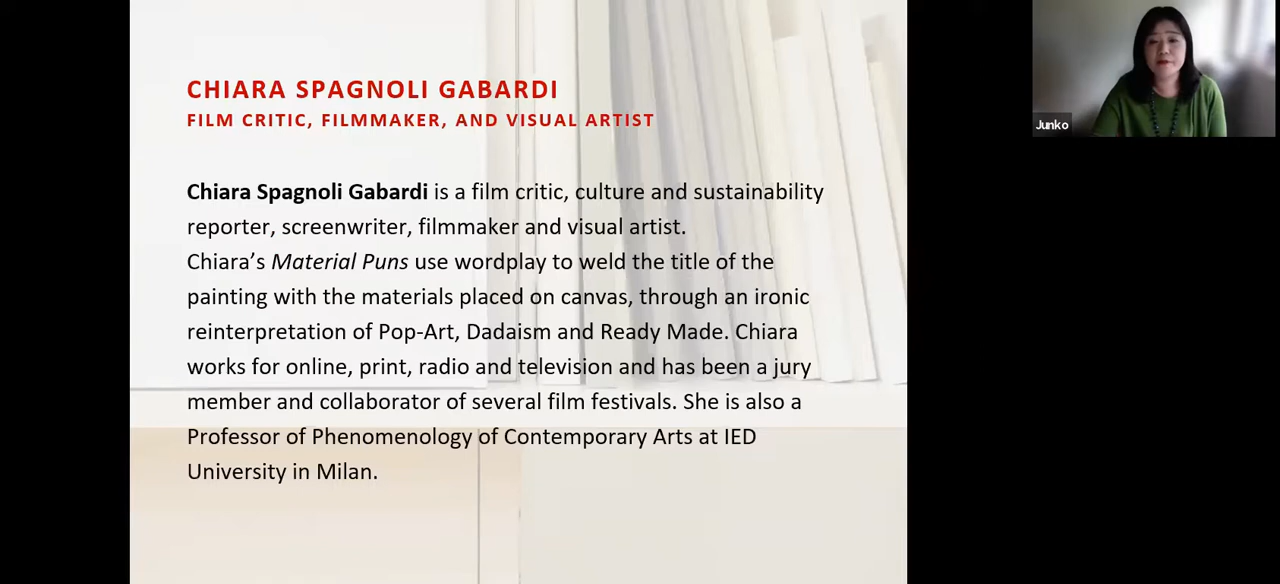 CHIARA SPAGNOLI GABARDI
FILM CRITIC, FILMMAKER, AND VISUAL ARTIST
Chiara Spagnoli Gabardi is a film critic, culture and sustainability
reporter, screenwriter, filmmaker and visual artist.
Chiara’s Material Puns use wordplay to weld the title of the
painting with the materials placed on canvas, through an ironic
reinterpretation of Pop-Art, Dadaism and Ready Made. Chiara
works for online, print, radio and television and has been a jury
member and collaborator of several film festivals. She is also a
Professor of Phenomenology of Contemporary Arts at IED
University in Milan.
Junko